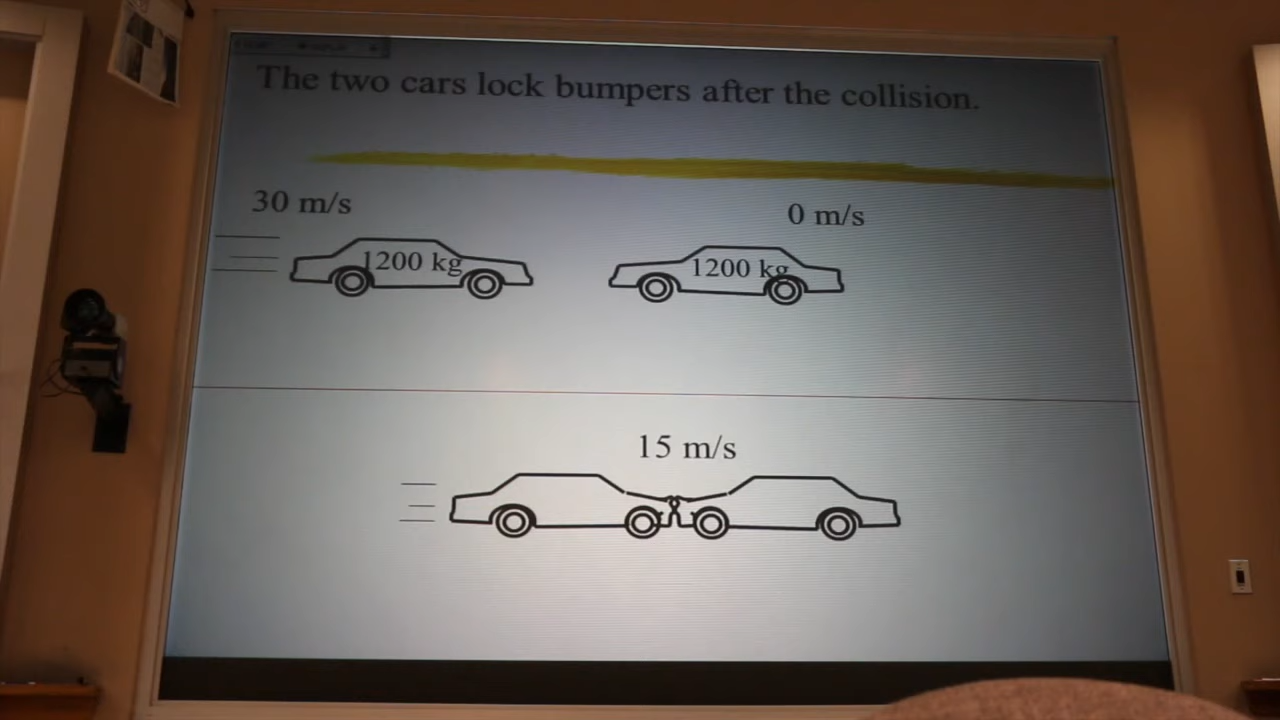 The two cars lock bumpers after the collision.
30 m/s
0 m/s
1200 kg
1200 kg
15 m/s